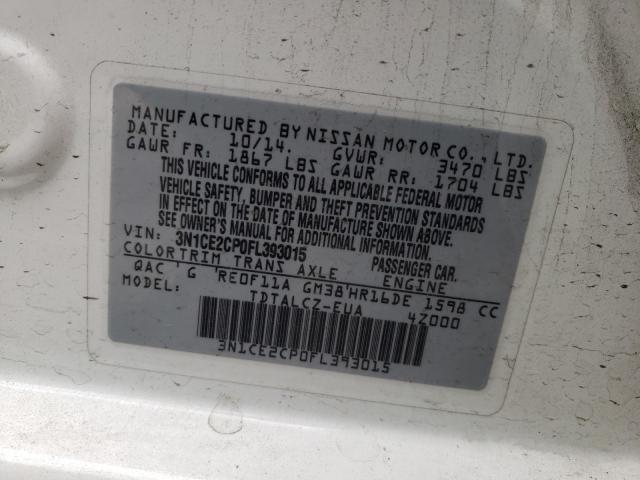 MANUFACTURED BY NISSAN MOTOR CO., LTD.
DATE: 10/14. GVWR: 3470 LBS
GAWR FR: 1867 LBS GAWR RR: 1704 LBS
THIS VEHICLE CONFORMS TO ALL APPLICABLE FEDERAL MOTOR
VEHICLE SAFETY, BUMPER AND THEFT PREVENTION STANDARDS
IN EFFECT ON THE DATE OF MANUFACTURE SHOWN ABOVE.
SEE OWNER'S MANUAL FOR ADDITIONAL INFORMATION
VIN: 3N1CE2CP0FL393015 PASSENGER CAR.
COLOR TRIM TRANS AXLE ENGINE
QAC G RE0F11A GM38 HR16DE 1598 CC
TDTALCZ-EUA 4Z000
3N1CE2CP0FL393015